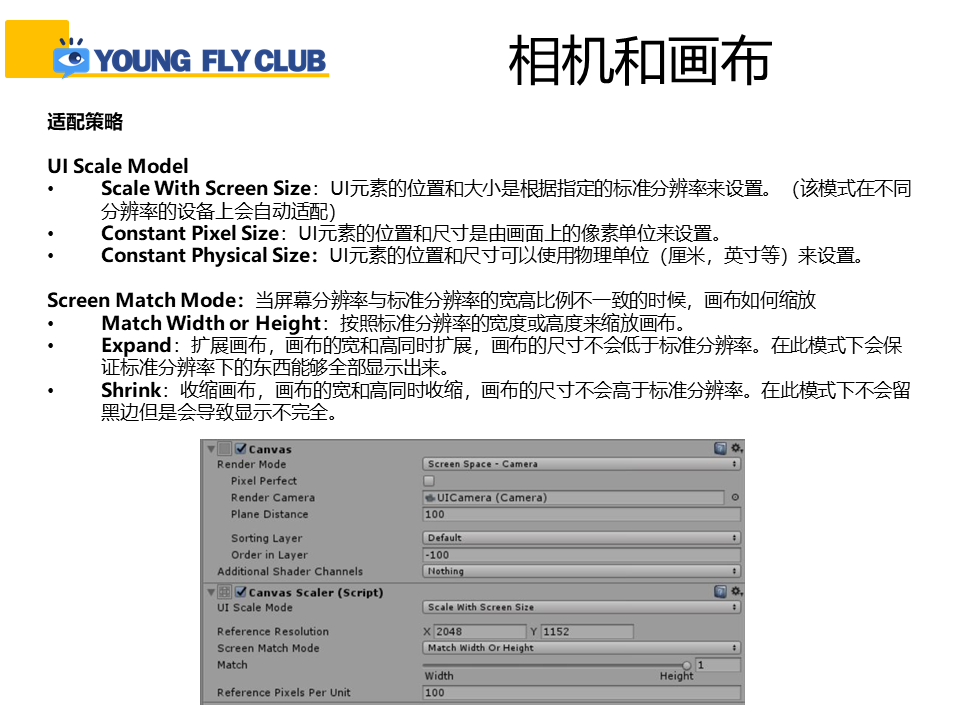 YOUNG FLY CLUB
相机和画布
适配策略
UI Scale Model
• Scale With Screen Size：UI元素的位置和大小是根据指定的标准分辨率来设置。（该模式在不同
分辨率的设备上会自动适配）
• Constant Pixel Size：UI元素的位置和尺寸是由画面上的像素单位来设置。
• Constant Physical Size：UI元素的位置和尺寸可以使用物理单位（厘米，英寸等）来设置。
Screen Match Mode：当屏幕分辨率与标准分辨率的宽高比例不一致的时候，画布如何缩放
• Match Width or Height：按照标准分辨率的宽度或高度来缩放画布。
• Expand：扩展画布，画布的宽和高同时扩展，画布的尺寸不会低于标准分辨率。在此模式下会保
证标准分辨率下的东西能够全部显示出来。
• Shrink：收缩画布，画布的宽和高同时收缩，画布的尺寸不会高于标准分辨率。在此模式下不会留
黑边但是会导致显示不完全。
Canvas
Render Mode Screen Space - Camera
Pixel Perfect
Render Camera UICamera (Camera)
Plane Distance 100
Sorting Layer Default
Order in Layer -100
Additional Shader Channels Nothing
Canvas Scaler (Script)
UI Scale Mode Scale With Screen Size
Reference Resolution X 2048 Y 1152
Screen Match Mode Match Width Or Height
Match 1
Width Height
Reference Pixels Per Unit 100